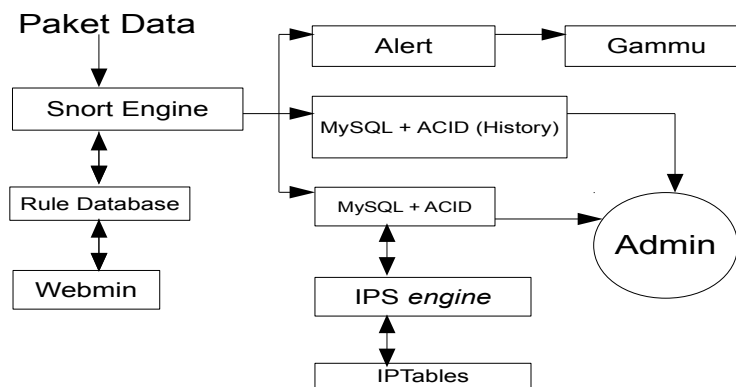 Paket Data
Alert
Gammu
Snort Engine
MySQL + ACID (History)
Rule Database
MySQL + ACID
Admin
Webmin
IPS engine
IPTables